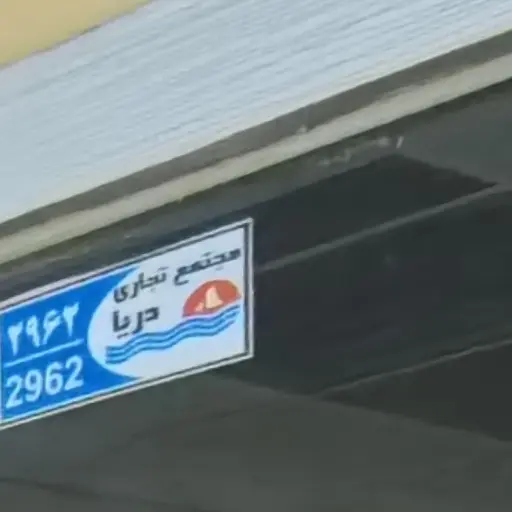 مجتمع تجاری
دریا
۲۹۶۲
2962